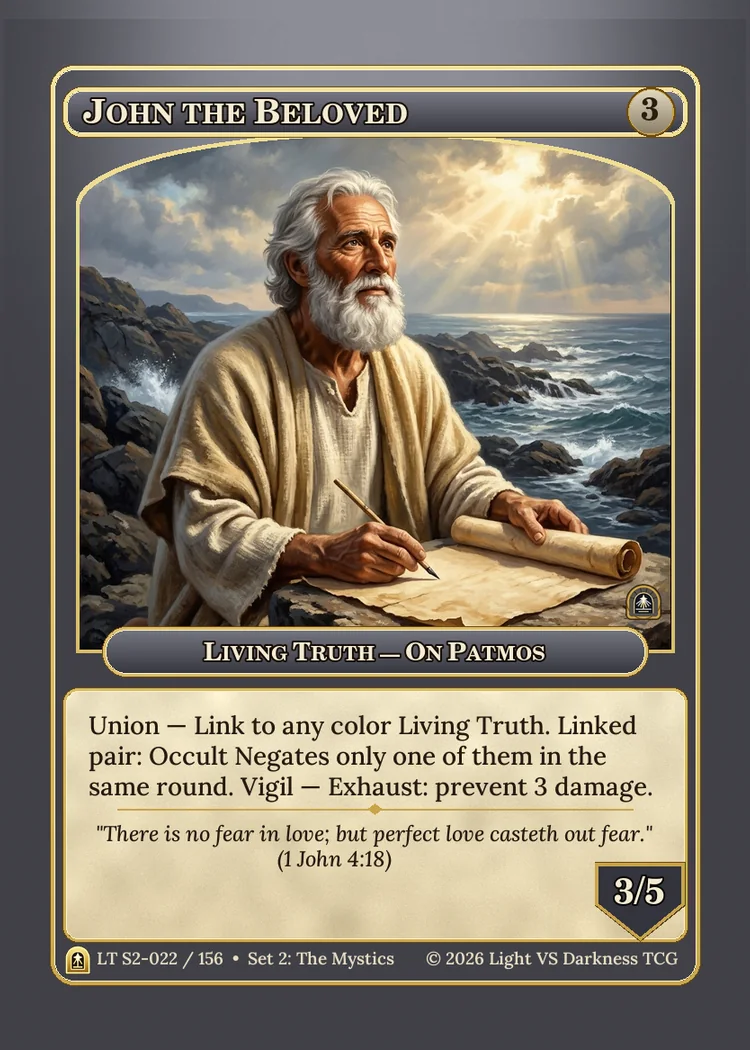 John the Beloved
3
Living Truth — On Patmos
Union — Link to any color Living Truth. Linked
pair: Occult Negates only one of them in the
same round. Vigil — Exhaust: prevent 3 damage.
"There is no fear in love; but perfect love casteth out fear."
(1 John 4:18)
3/5
LT S2-022 / 156 • Set 2: The Mystics © 2026 Light VS Darkness TCG